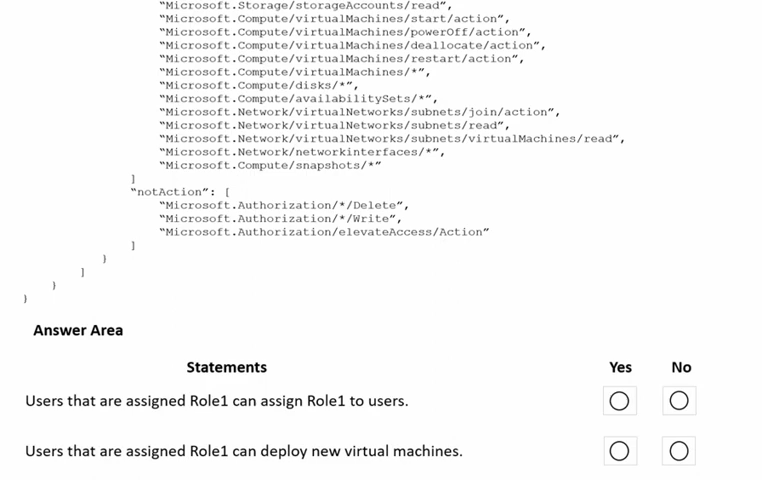 “Microsoft.Storage/storageAccounts/read”,
“Microsoft.Compute/virtualMachines/start/action”,
“Microsoft.Compute/virtualMachines/powerOff/action”,
“Microsoft.Compute/virtualMachines/deallocate/action”,
“Microsoft.Compute/virtualMachines/restart/action”,
“Microsoft.Compute/virtualMachines/*”,
“Microsoft.Compute/disks/*”,
“Microsoft.Compute/availabilitySets/*”,
“Microsoft.Network/virtualNetworks/subnets/join/action”,
“Microsoft.Network/virtualNetworks/subnets/read”,
“Microsoft.Network/virtualNetworks/subnets/virtualMachines/read”,
“Microsoft.Network/networkinterfaces/*”,
“Microsoft.Compute/snapshots/*”
]
“notAction”: [
“Microsoft.Authorization/*/Delete”,
“Microsoft.Authorization/*/Write”,
“Microsoft.Authorization/elevateAccess/Action”
]
}
]
}
}
Answer Area
Statements Yes No
Users that are assigned Role1 can assign Role1 to users.
Users that are assigned Role1 can deploy new virtual machines.